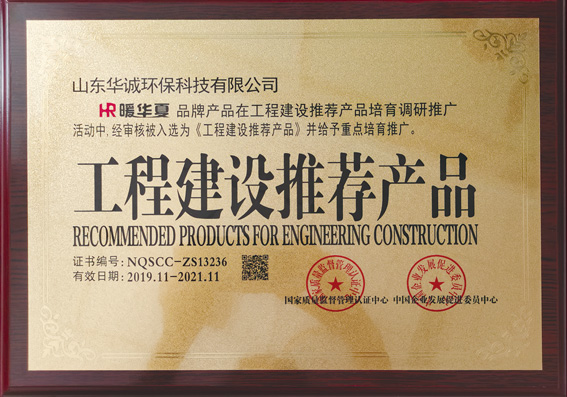 山东华诚环保科技有限公司
HR 暖华夏 品牌产品在工程建设推荐产品培育调研推广
活动中,经审核被入选为《工程建设推荐产品》并给予重点培育推广。
工程建设推荐产品
RECOMMENDED PRODUCTS FOR ENGINEERING CONSTRUCTION
证书编号:NQSCC-ZS13236
有效日期:2019.11-2021.11
国家质量监督管理认证中心 中国企业发展促进委员中心